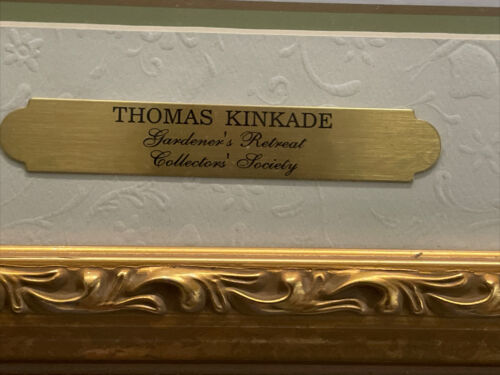 THOMAS KINKADE
Gardener's Retreat
Collectors' Society